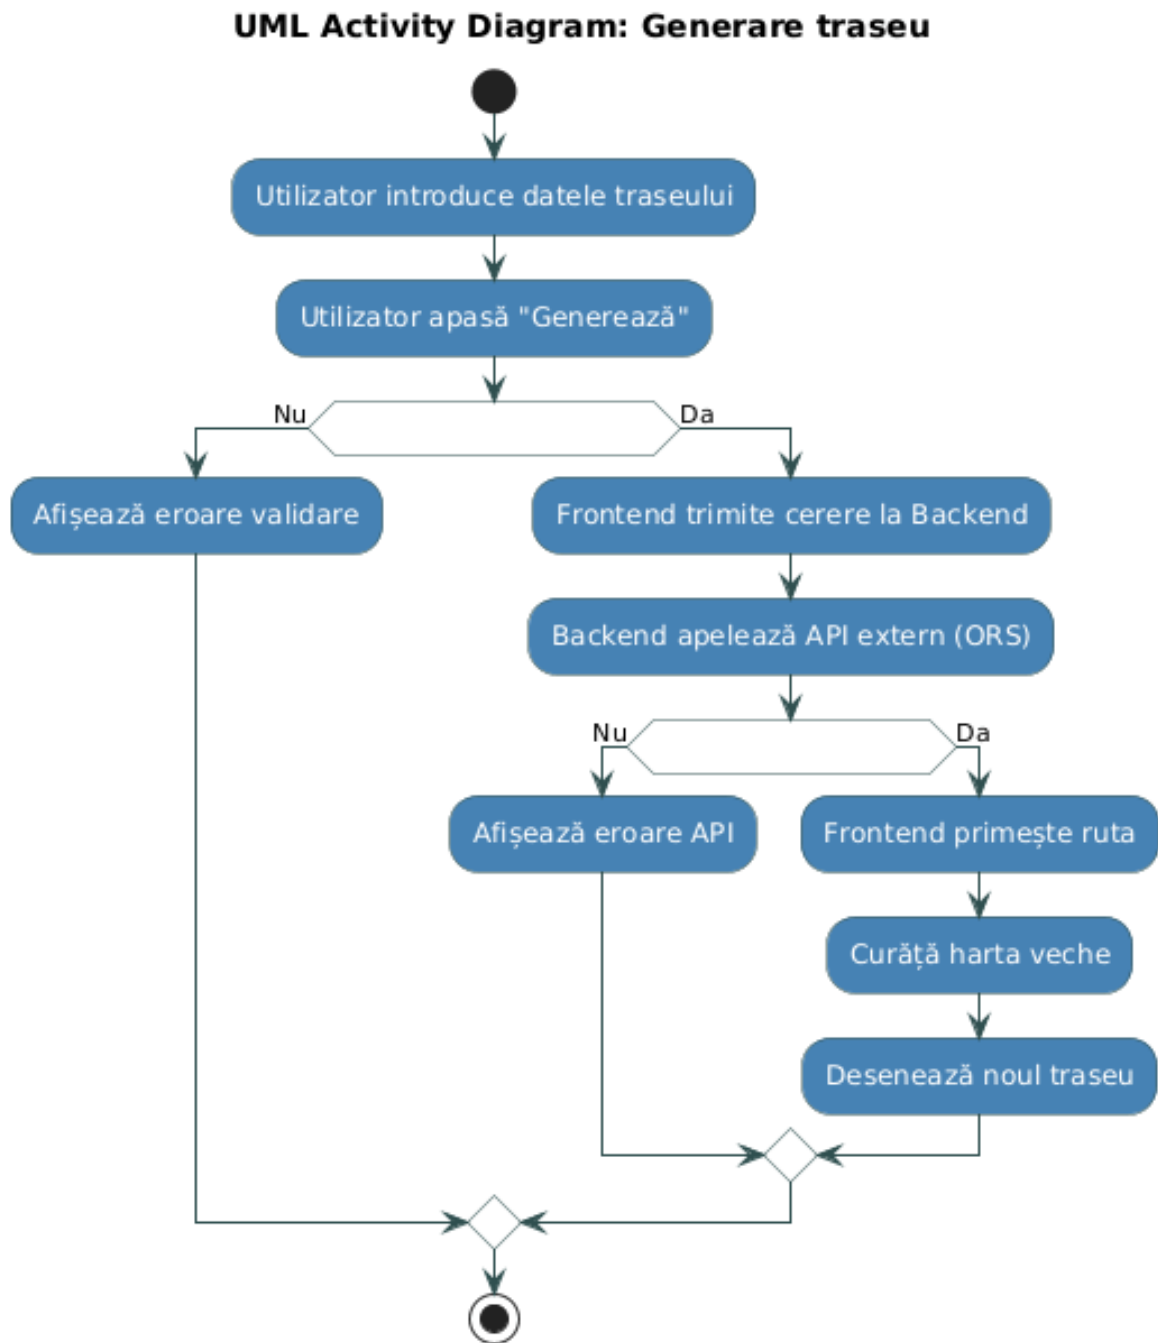 UML Activity Diagram: Generare traseu
Utilizator introduce datele traseului
Utilizator apasă "Generează"
Nu
Da
Afișează eroare validare
Frontend trimite cerere la Backend
Backend apelează API extern (ORS)
Nu
Da
Afișează eroare API
Frontend primește ruta
Curăță harta veche
Desenează noul traseu